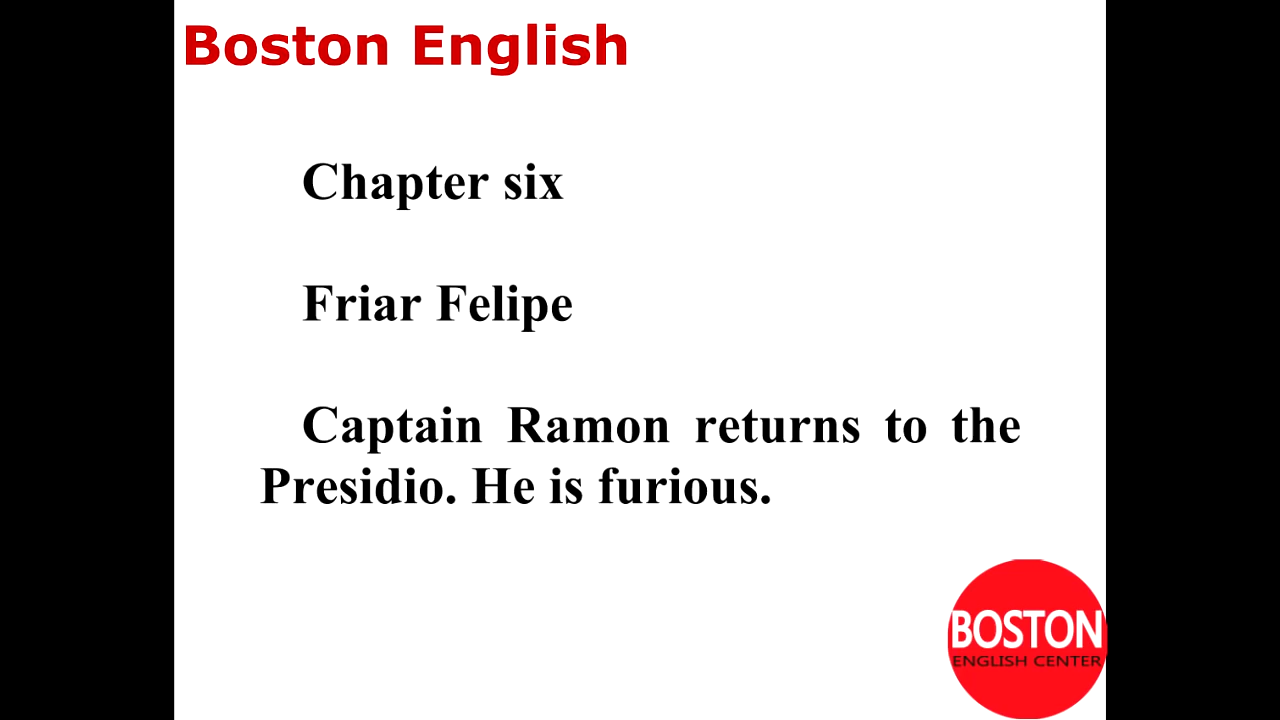 Boston English
Chapter six
Friar Felipe
Captain Ramon returns to the
Presidio. He is furious.
BOSTON
ENGLISH CENTER